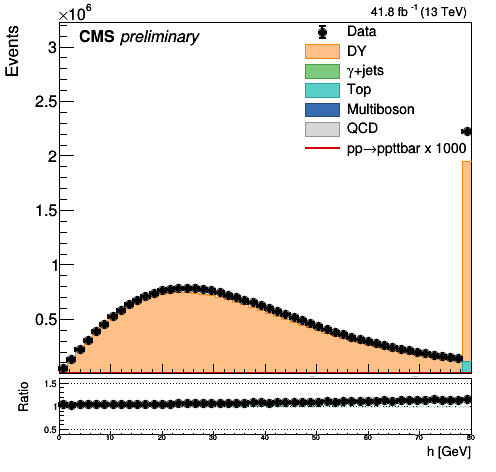 ×10^6
41.8 fb^-1 (13 TeV)
Events
CMS preliminary
Data
DY
γ+jets
Top
Multiboson
QCD
pp→ppttbar x 1000
3
2.5
2
1.5
1
0.5
Ratio
1.5
1
0.5
0 10 20 30 40 50 60 70 80
h [GeV]